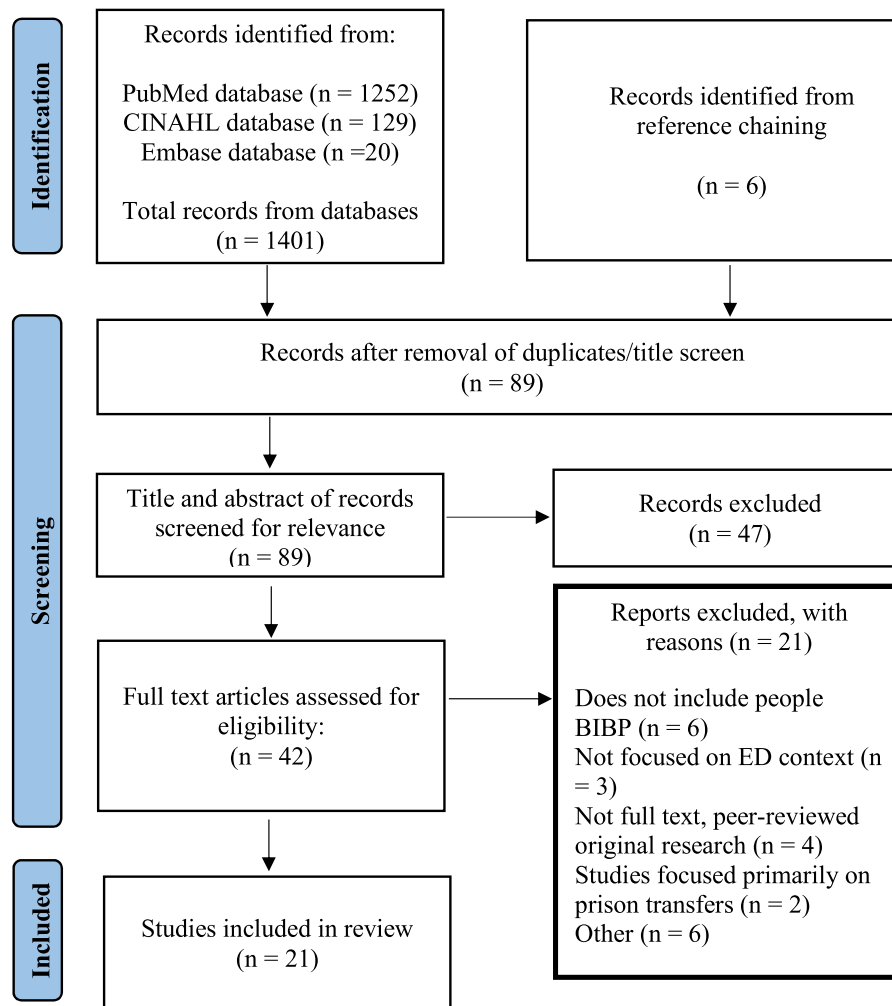 Identification
Records identified from:
PubMed database (n = 1252)
CINAHL database (n = 129)
Embase database (n =20)
Total records from databases
(n = 1401)
Records identified from
reference chaining
(n = 6)
Screening
Records after removal of duplicates/title screen
(n = 89)
Title and abstract of records
screened for relevance
(n = 89)
Records excluded
(n = 47)
Full text articles assessed for
eligibility:
(n = 42)
Reports excluded, with
reasons (n = 21)
Does not include people
BIBP (n = 6)
Not focused on ED context (n
= 3)
Not full text, peer-reviewed
original research (n = 4)
Studies focused primarily on
prison transfers (n = 2)
Other (n = 6)
Included
Studies included in review
(n = 21)